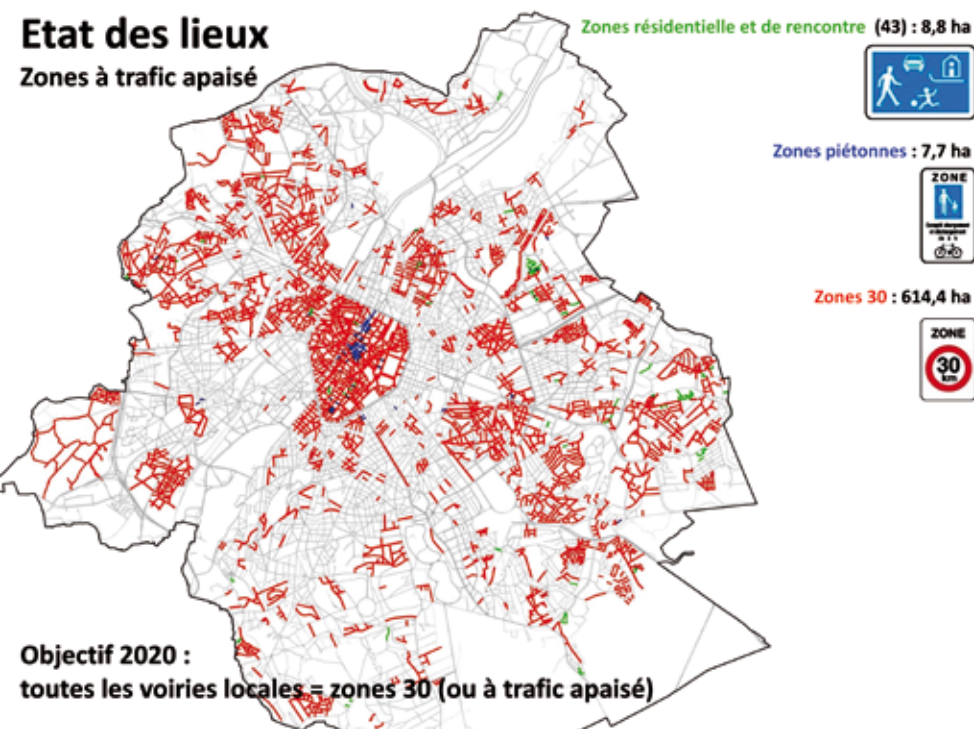 Etat des lieux
Zones à trafic apaisé
Zones résidentielle et de rencontre (43) : 8,8 ha
Zones piétonnes : 7,7 ha
ZONE
Zones 30 : 614,4 ha
ZONE
30
km
Objectif 2020 :
toutes les voiries locales = zones 30 (ou à trafic apaisé)